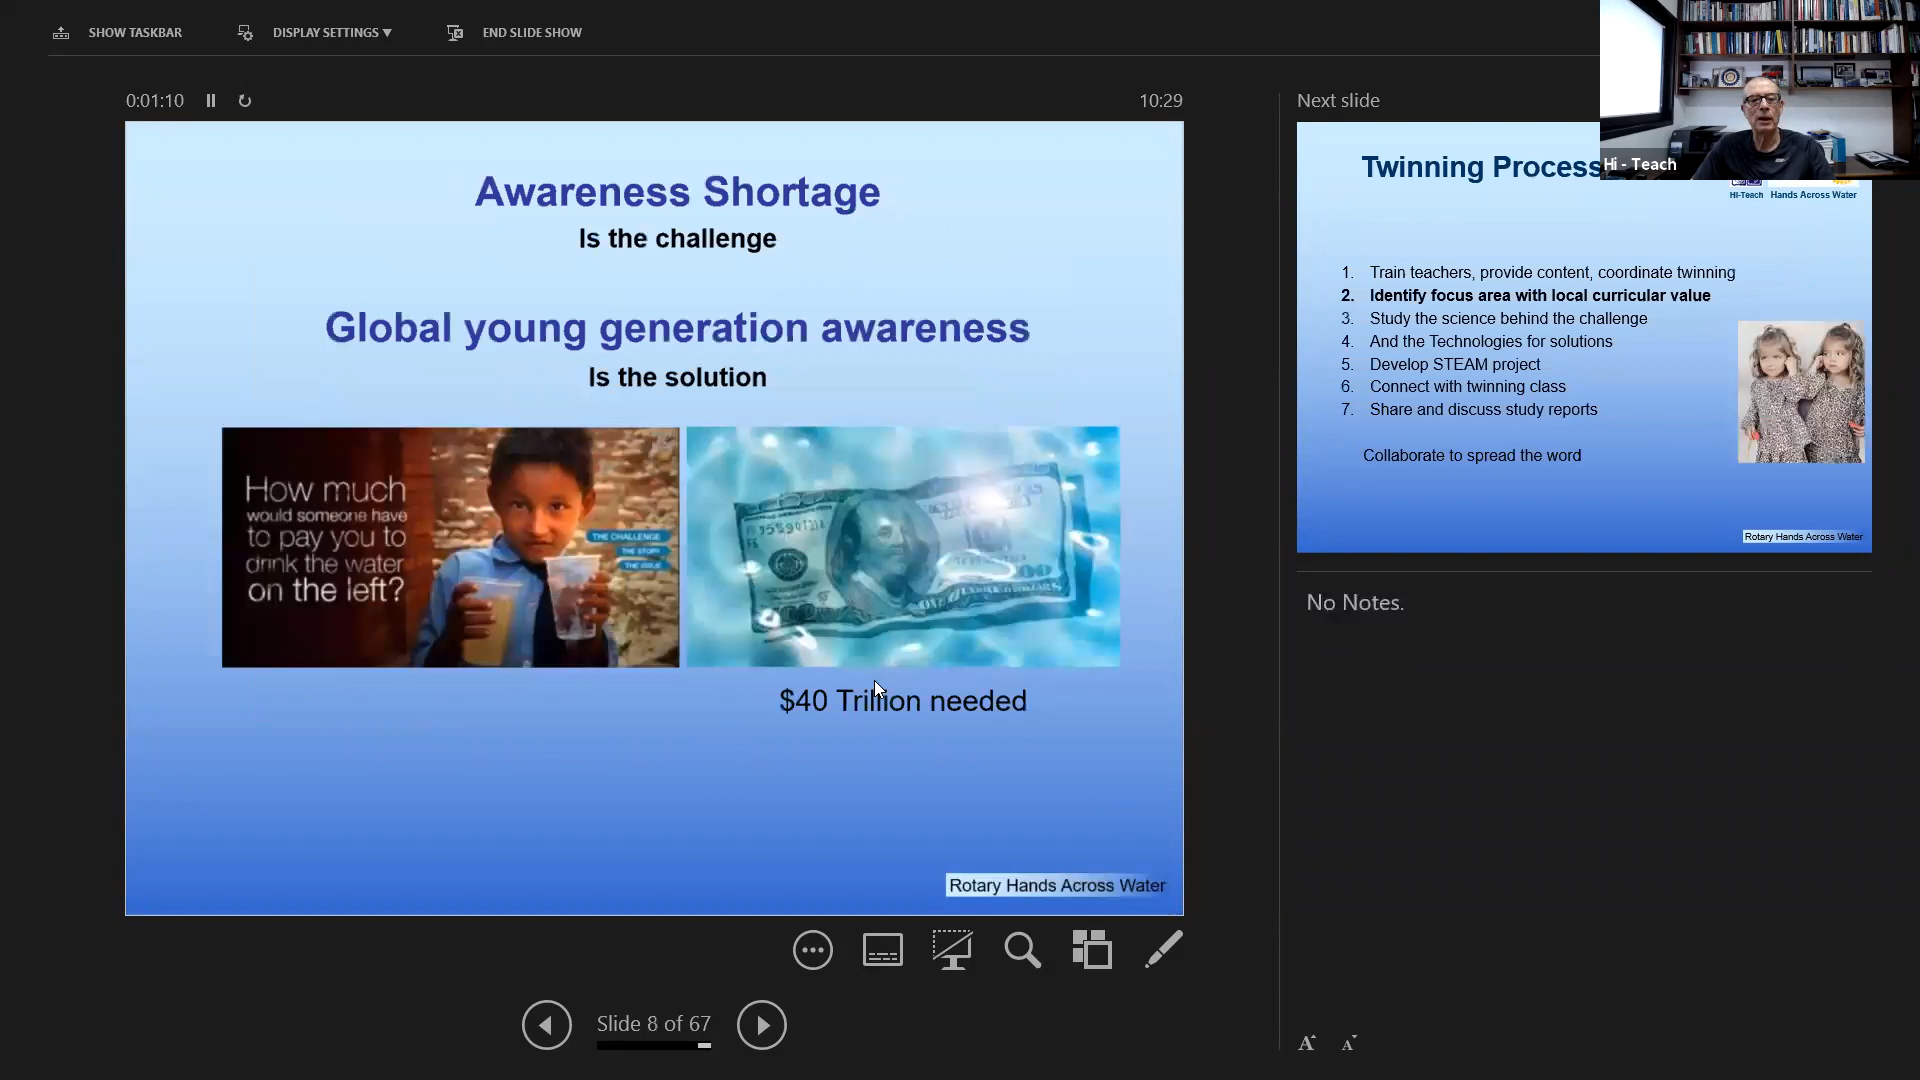 SHOW TASKBAR
DISPLAY SETTINGS ▼
END SLIDE SHOW
0:01:10
10:29
Awareness Shortage
Is the challenge
Global young generation awareness
Is the solution
How much
would someone have
to pay you to
drink the water
on the left?
THE CHALLENGE
THE STORY
THE ISSUE
$40 Trillion needed
Rotary Hands Across Water
Slide 8 of 67
Next slide
Hi - Teach
Twinning Process
Hi-Teach Hands Across Water
1. Train teachers, provide content, coordinate twinning
2. Identify focus area with local curricular value
3. Study the science behind the challenge
4. And the Technologies for solutions
5. Develop STEAM project
6. Connect with twinning class
7. Share and discuss study reports
Collaborate to spread the word
Rotary Hands Across Water
No Notes.
A A